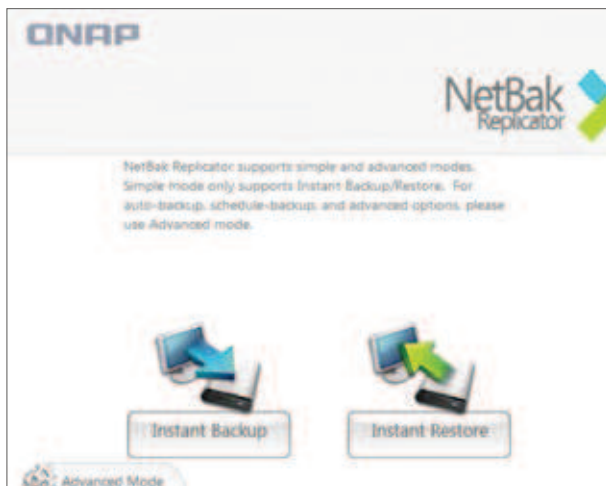 QNAP
NetBak
Replicator
NetBak Replicator supports simple and advanced modes.
Simple mode only supports Instant Backup/Restore. For
auto-backup, schedule-backup, and advanced options, please
use Advanced mode.
Instant Backup
Instant Restore
Advanced Mode